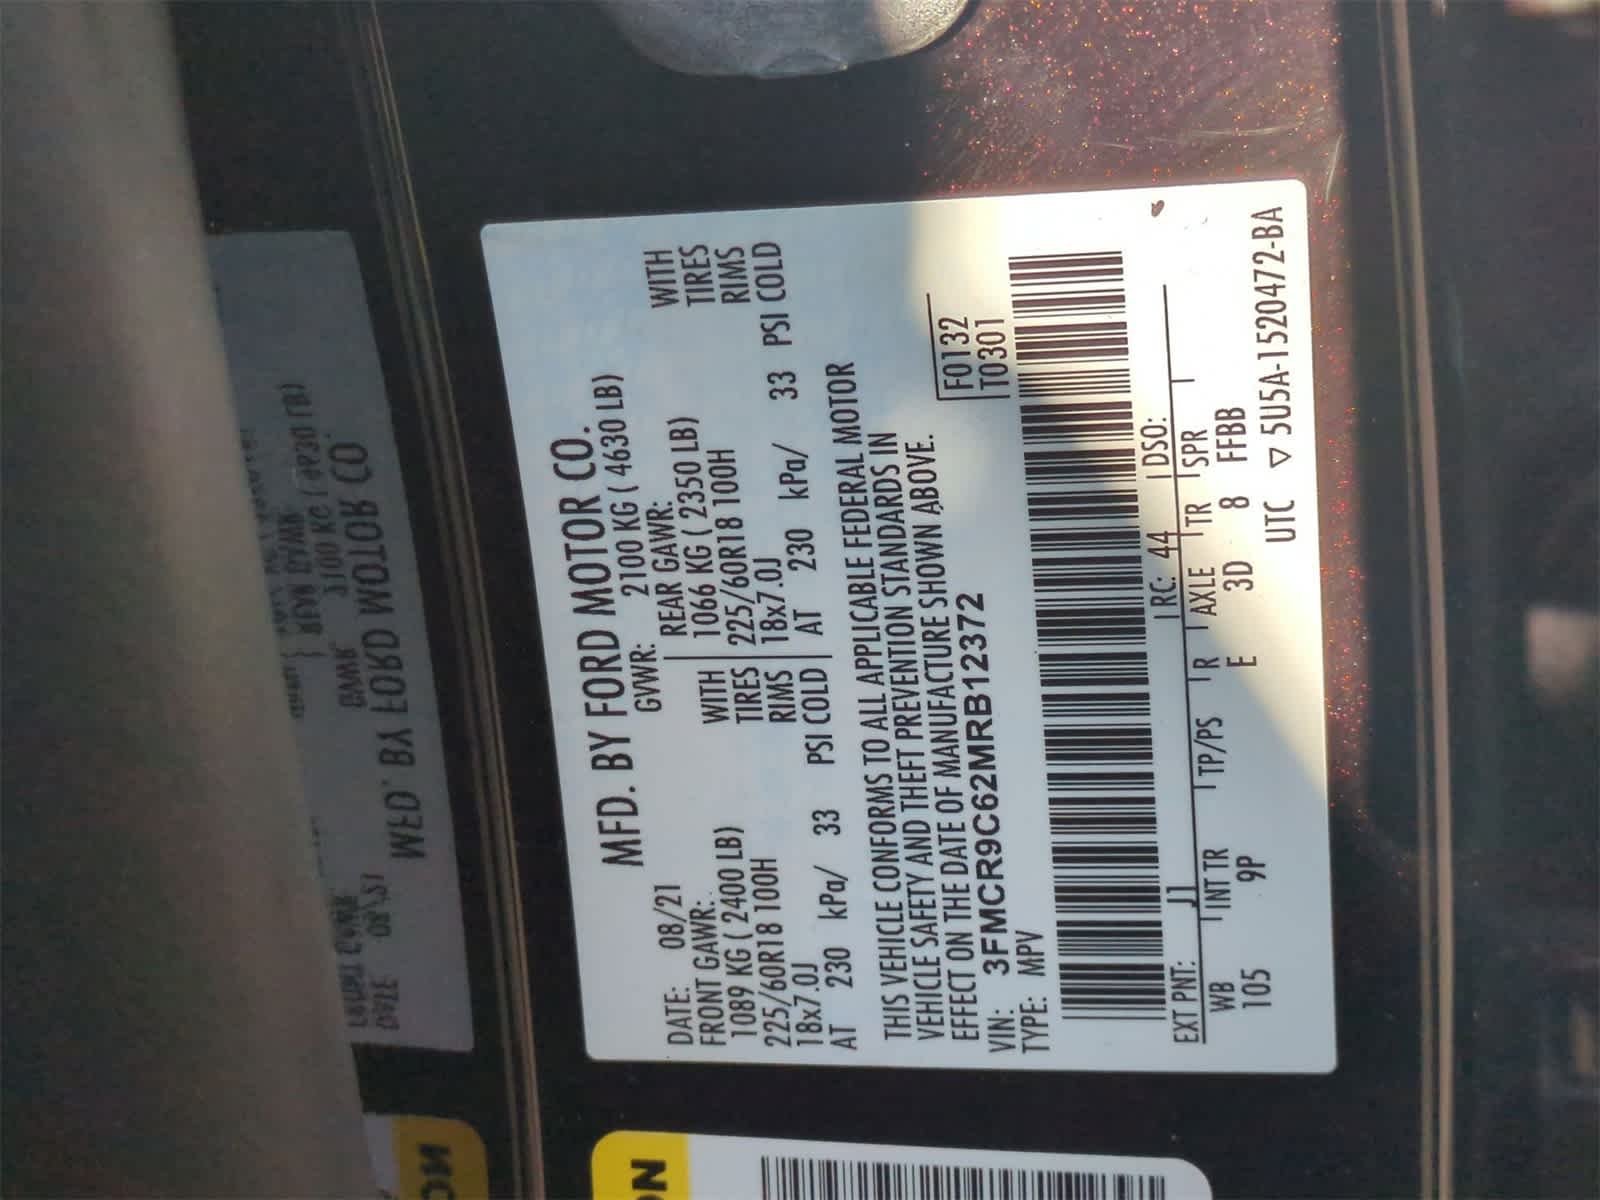 MFD. BY FORD MOTOR CO.
DATE: 08/21 GVWR: 2100 KG ( 4630 LB)
FRONT GAWR: REAR GAWR:
1089 KG ( 2400 LB) WITH 1066 KG ( 2350 LB) WITH
225/60R18 100H TIRES 225/60R18 100H TIRES
18x7.0J RIMS 18x7.0J RIMS
AT 230 kPa/ 33 PSI COLD AT 230 kPa/ 33 PSI COLD
THIS VEHICLE CONFORMS TO ALL APPLICABLE FEDERAL MOTOR
VEHICLE SAFETY AND THEFT PREVENTION STANDARDS IN
EFFECT ON THE DATE OF MANUFACTURE SHOWN ABOVE.
VIN: 3FMCR9C62MRB12372 F0132
TYPE: MPV T0301
EXT PNT: J1 RC: 44 DSO:
WB INT TR TP/PS R AXLE TR SPR
105 9P E 3D 8 FFBB
UTC ▽ 5U5A-1520472-BA
ON